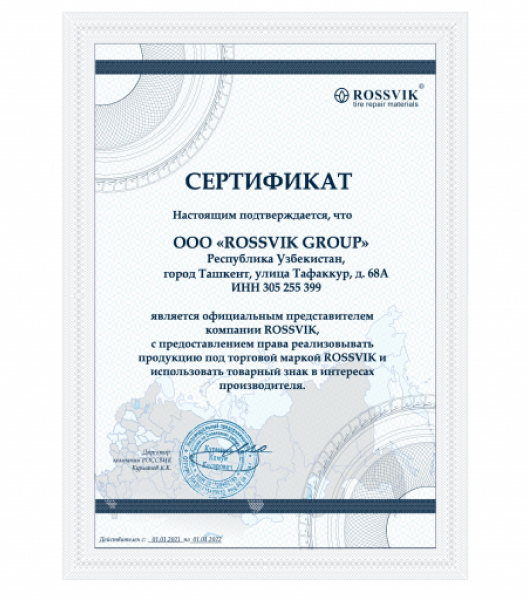 ROSSVIK®
tire repair materials
СЕРТИФИКАТ
Настоящим подтверждается, что
ООО «ROSSVIK GROUP»
Республика Узбекистан,
город Ташкент, улица Тафаккур, д. 68А
ИНН 305 255 399
является официальным представителем
компании ROSSVIK,
с предоставлением права реализовывать
продукцию под торговой маркой ROSSVIK и
использовать товарный знак в интересах
производителя.
Директор
компании РОССВИК
Действителен с: 01.01.2021 по 01.01.2022